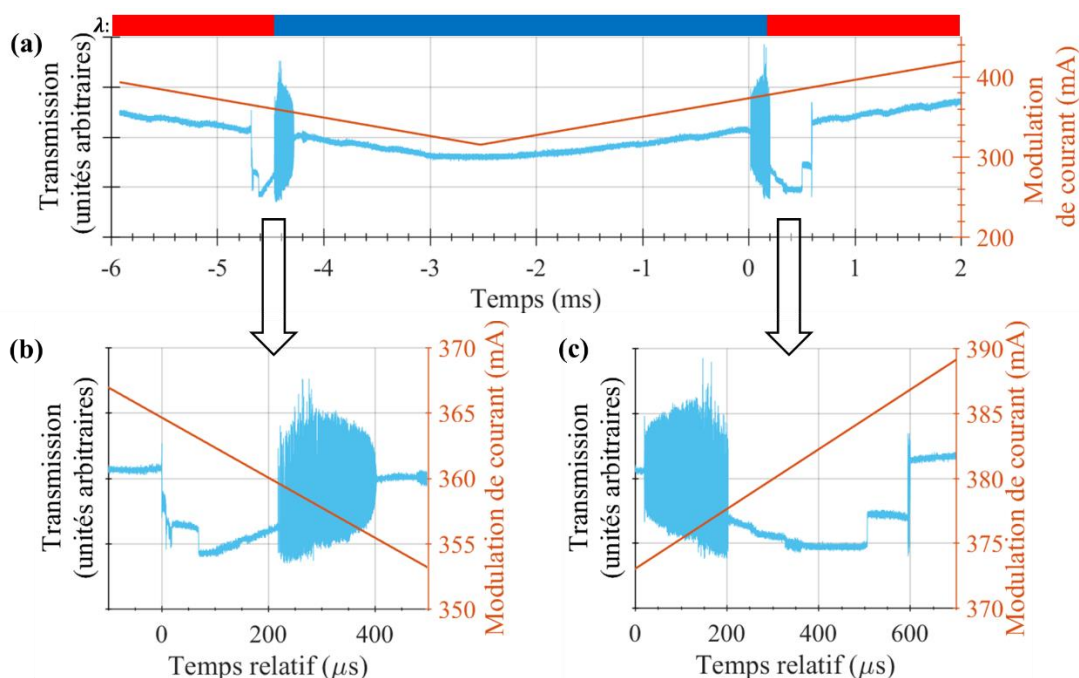 λ:
(a)
Transmission
(unités arbitraires)
400
300
200
Modulation
de courant (mA)
-6 -5 -4 -3 -2 -1 0 1 2
Temps (ms)
(b)
Transmission
(unités arbitraires)
370
365
360
355
350
Modulation de courant (mA)
0 200 400
Temps relatif (μs)
(c)
Transmission
(unités arbitraires)
390
385
380
375
370
Modulation de courant (mA)
0 200 400 600
Temps relatif (μs)